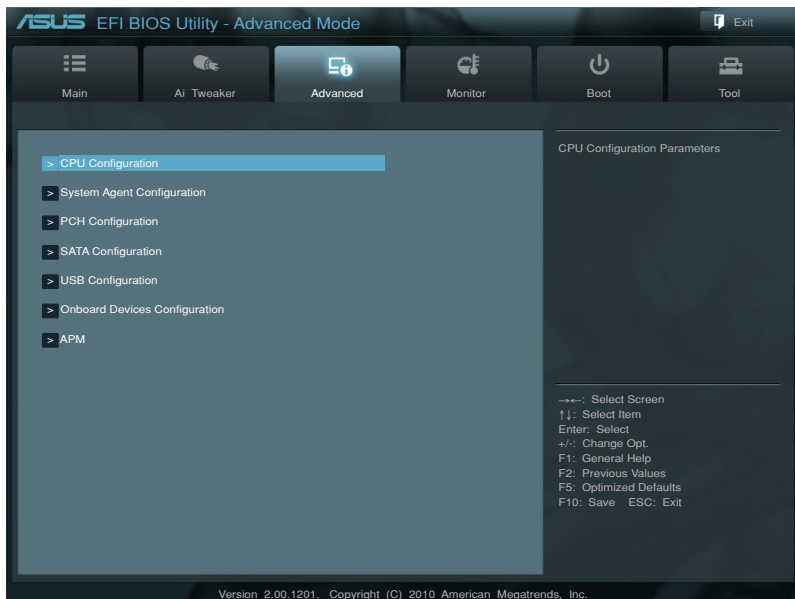 ASUS EFI BIOS Utility - Advanced Mode
Exit
Main Ai Tweaker Advanced Monitor Boot Tool
> CPU Configuration
> System Agent Configuration
> PCH Configuration
> SATA Configuration
> USB Configuration
> Onboard Devices Configuration
> APM
CPU Configuration Parameters
→←: Select Screen
↑↓: Select Item
Enter: Select
+/-: Change Opt.
F1: General Help
F2: Previous Values
F5: Optimized Defaults
F10: Save ESC: Exit
Version 2.00.1201. Copyright (C) 2010 American Megatrends, Inc.